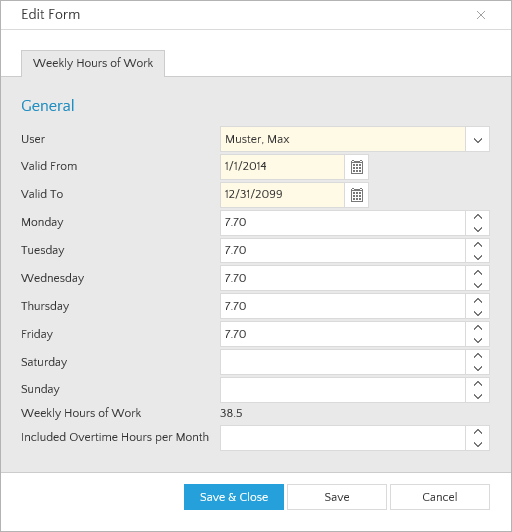 Edit Form
Weekly Hours of Work
General
User Muster, Max
Valid From 1/1/2014
Valid To 12/31/2099
Monday 7.70
Tuesday 7.70
Wednesday 7.70
Thursday 7.70
Friday 7.70
Saturday
Sunday
Weekly Hours of Work 38.5
Included Overtime Hours per Month
Save & Close Save Cancel